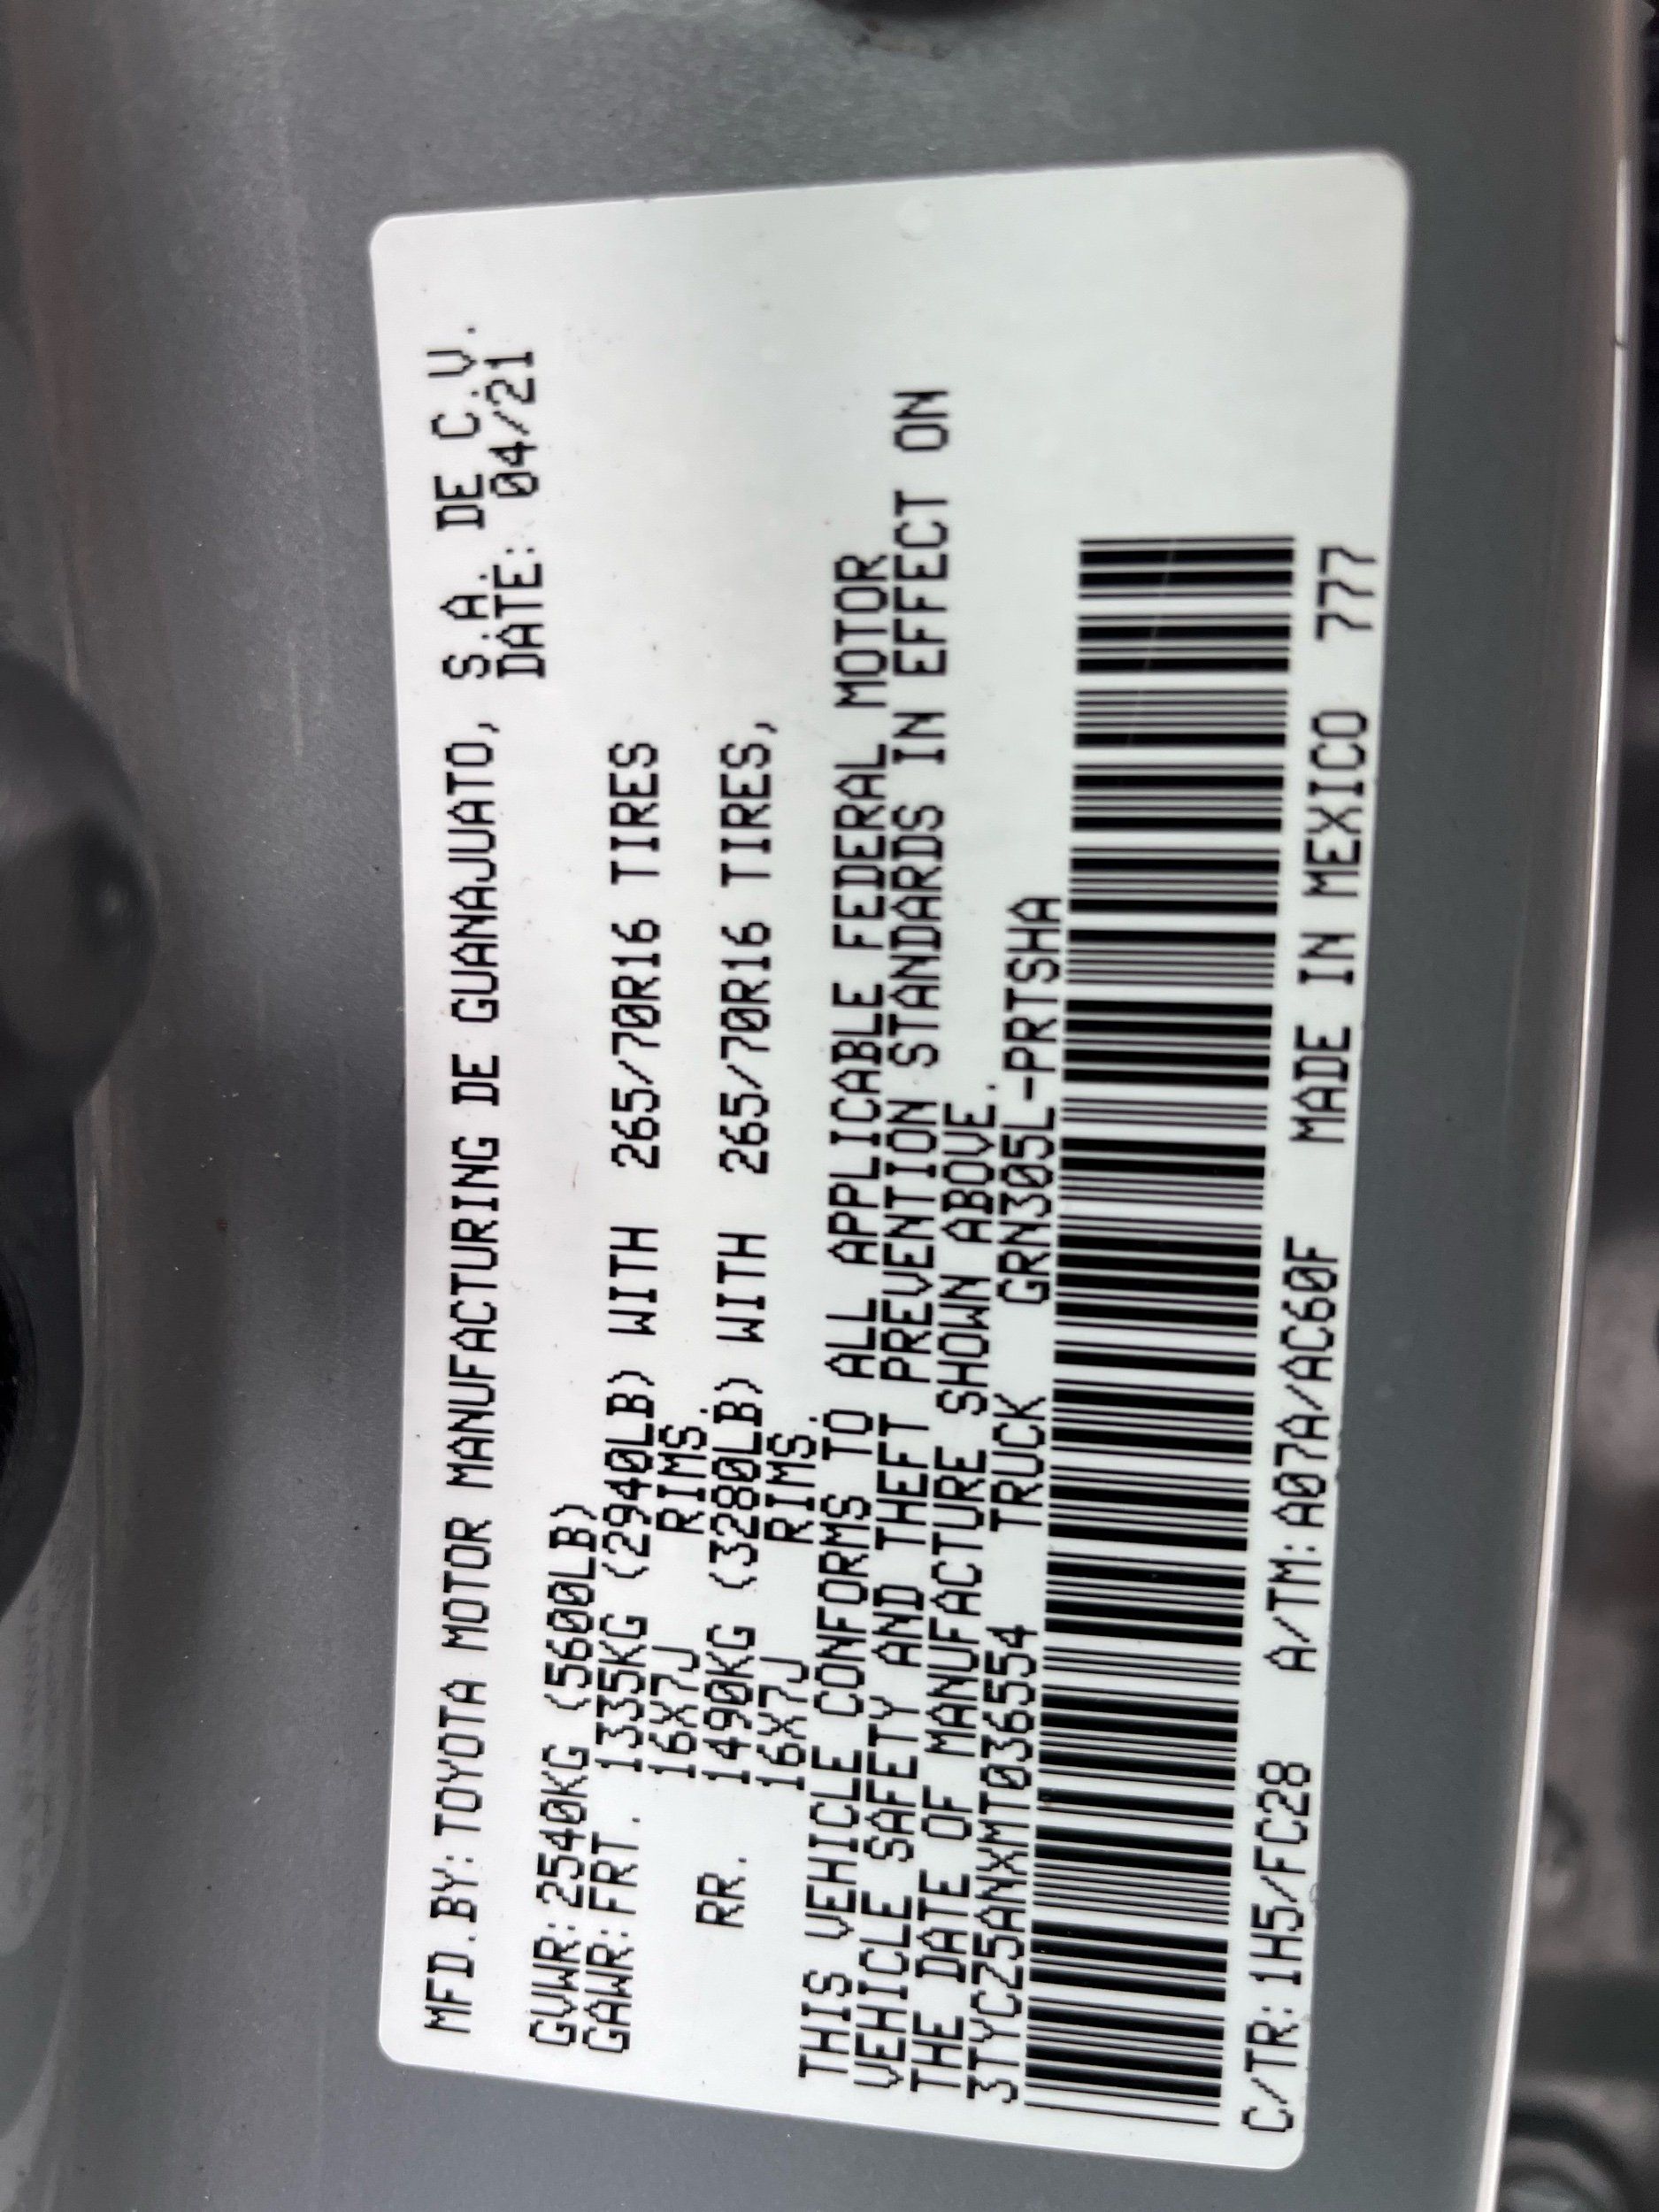 MFD.BY:TOYOTA MOTOR MANUFACTURING DE GUANAJUATO, S.A. DE C.V.
DATE: 04/21
GVWR:2540KG (5600LB)
GAWR:FRT. 1335KG (2940LB) WITH 265/70R16 TIRES
16X7J RIMS.
RR. 1490KG (3280LB) WITH 265/70R16 TIRES,
16X7J RIMS.
THIS VEHICLE CONFORMS TO ALL APPLICABLE FEDERAL MOTOR
VEHICLE SAFETY AND THEFT PREVENTION STANDARDS IN EFFECT ON
THE DATE OF MANUFACTURE SHOWN ABOVE.
3TYCZ5ANXMT036554 TRUCK GRN305L-PRTSHA
C/TR:1H5/FC28 A/TM:A07A/AC60F MADE IN MEXICO 777